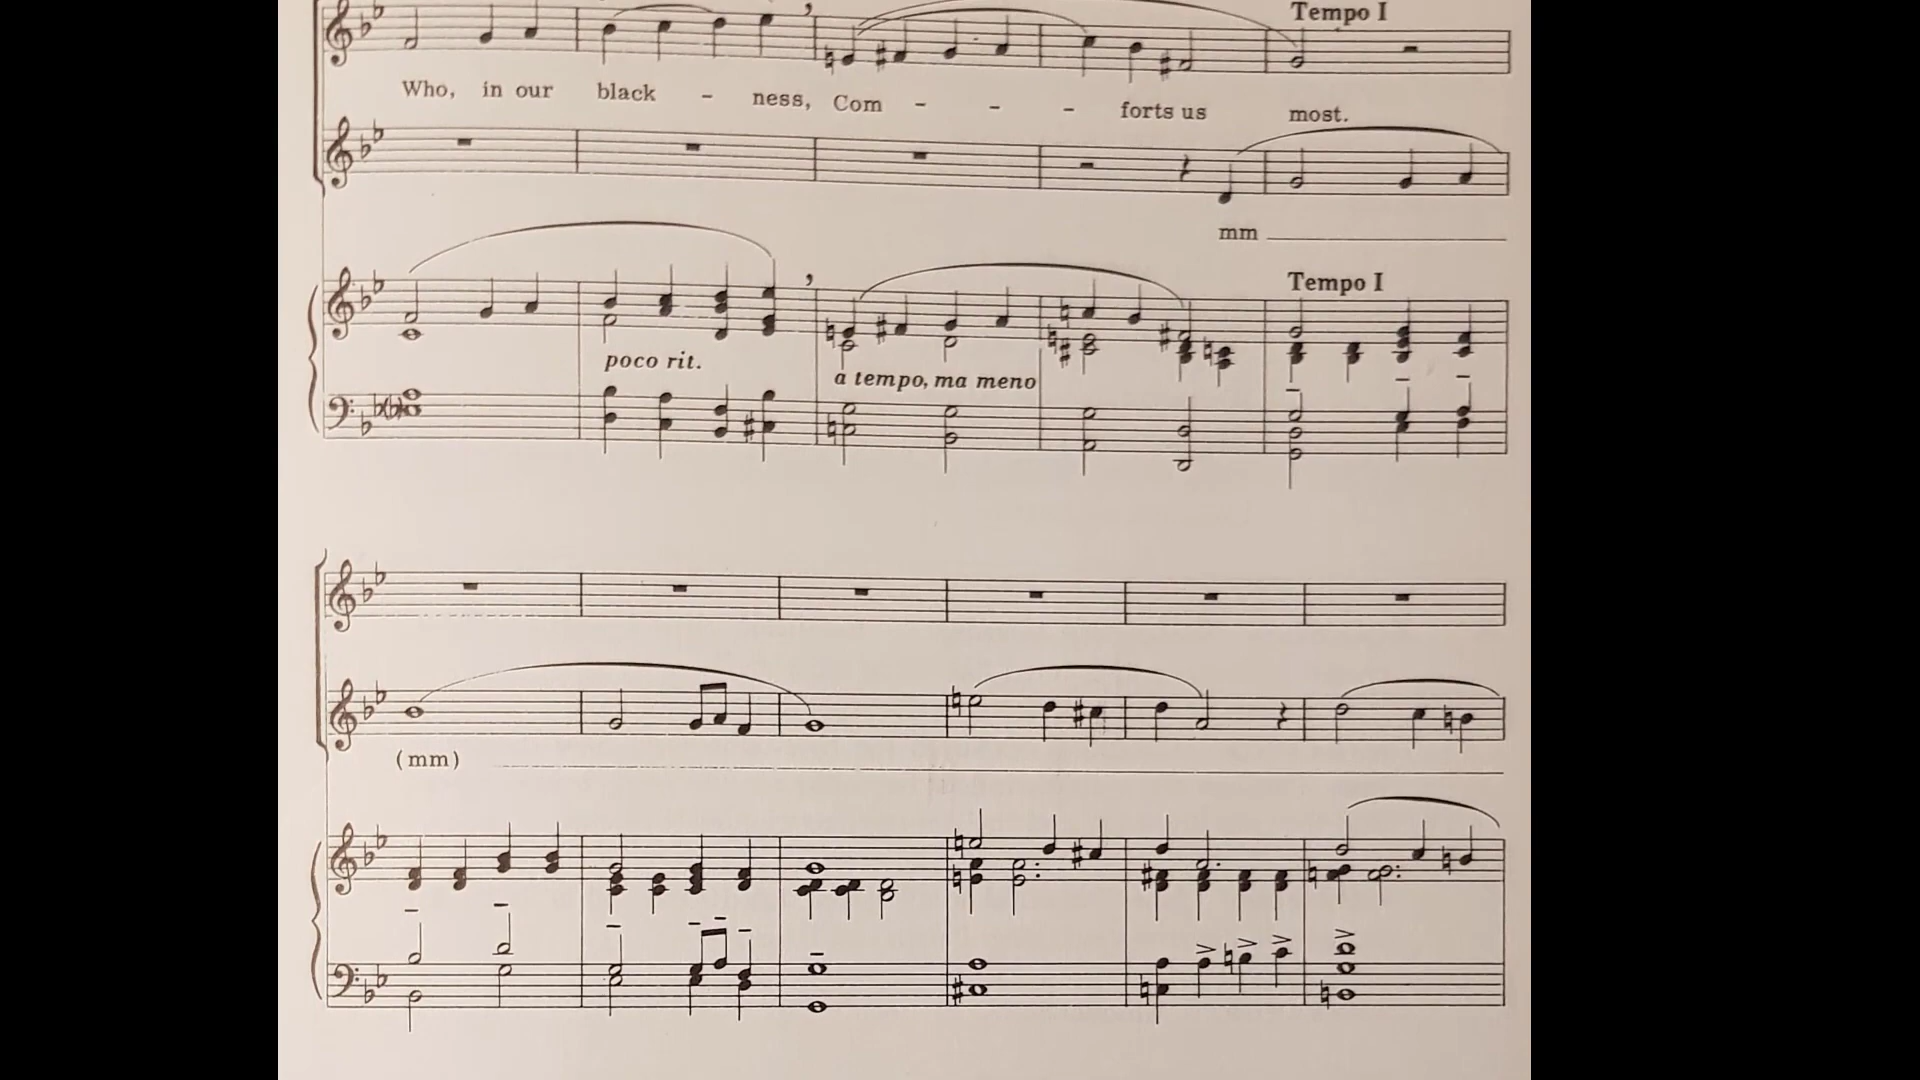 Tempo I
Who, in our black - ness, Com - - - forts us most.
mm
Tempo I
poco rit.
a tempo, ma meno
(mm)